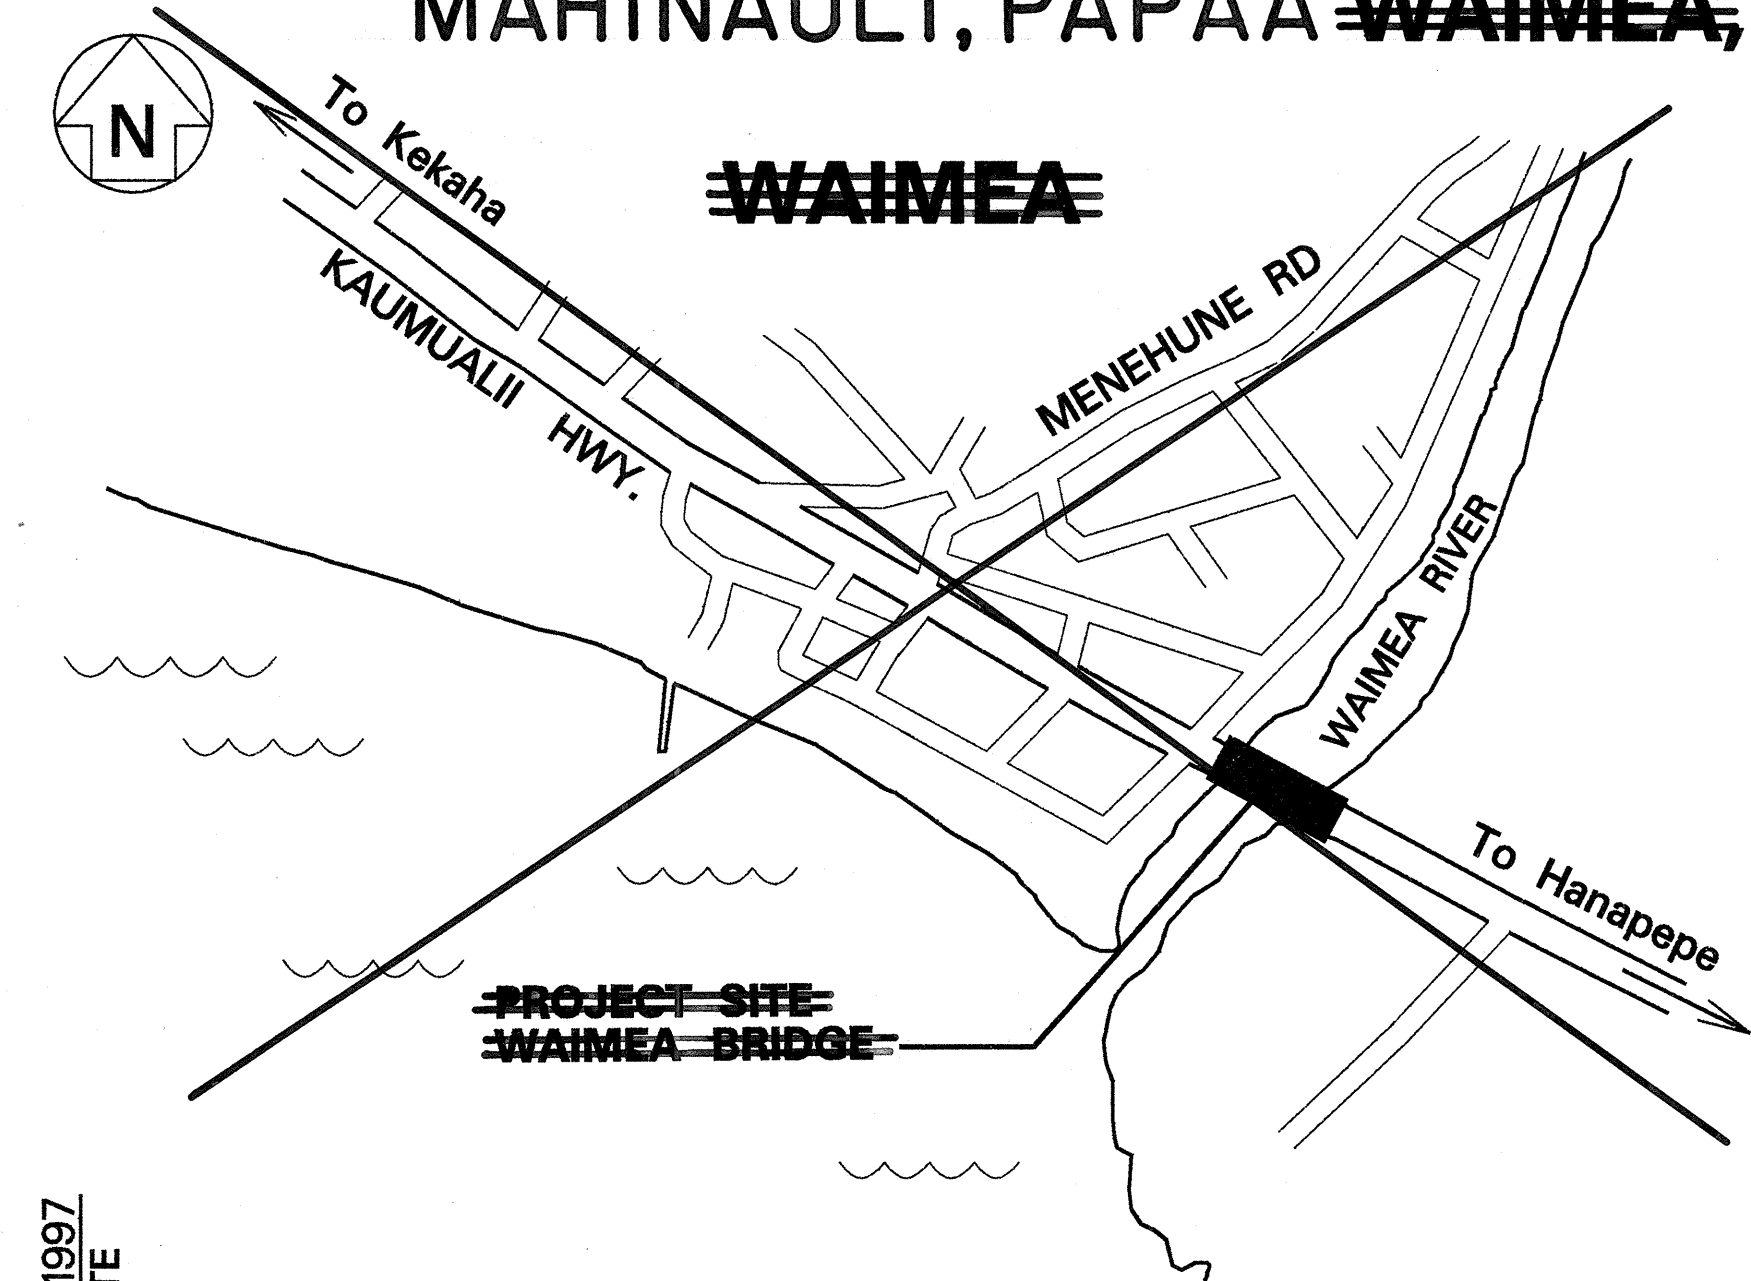 MAHINAULI, PAPAA WAIMEA,
N
To Kekaha
WAIMEA
KAUMUALII HWY.
MENEHUNE RD
WAIMEA RIVER
To Hanapepe
PROJECT SITE
WAIMEA BRIDGE
1997